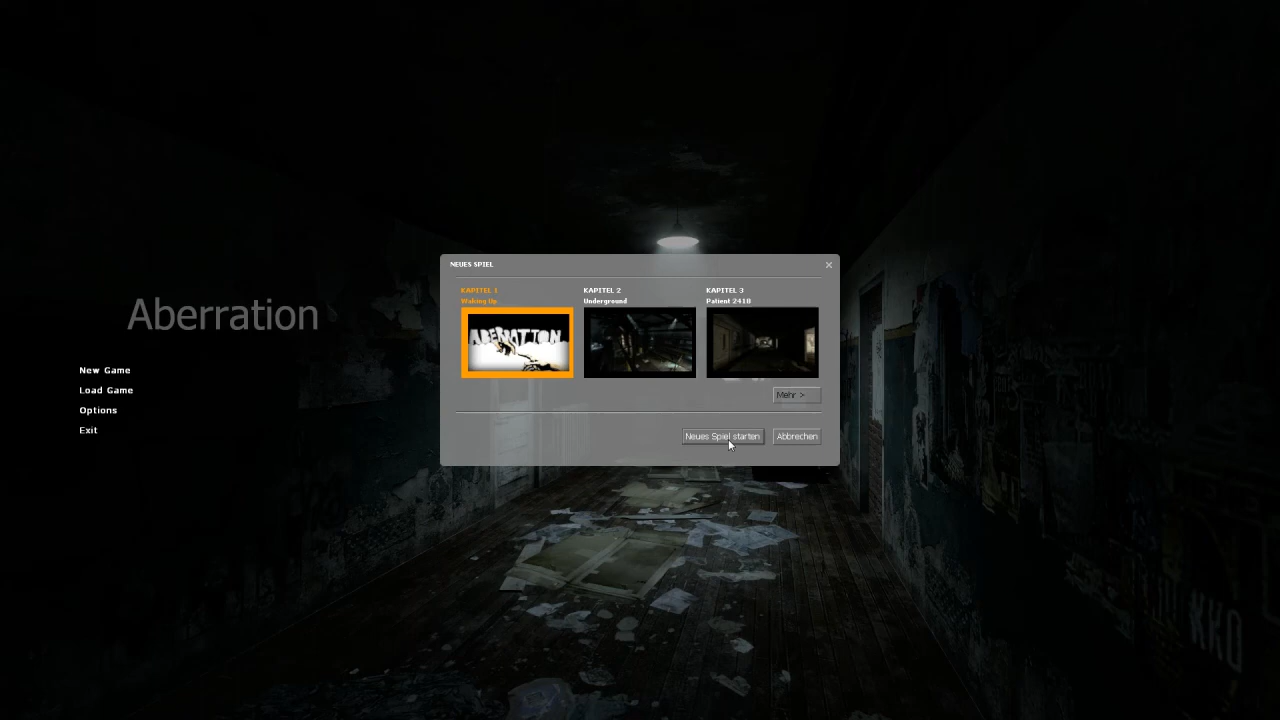 NEUES SPIEL
KAPITEL 1
Waking Up...
KAPITEL 2
Underground
KAPITEL 3
Patient 2418
ABERRATION
Mehr >
Neues Spiel starten
Abbrechen
Aberration
New Game
Load Game
Options
Exit
KKO